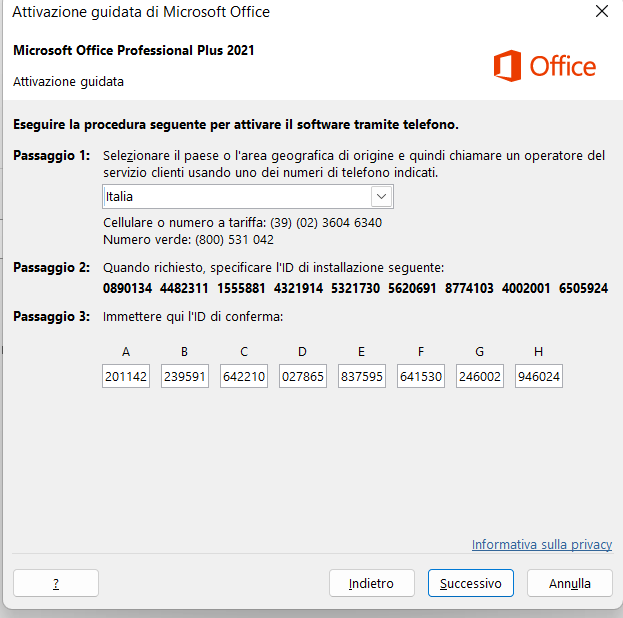 Attivazione guidata di Microsoft Office
Microsoft Office Professional Plus 2021
Office
Attivazione guidata
Eseguire la procedura seguente per attivare il software tramite telefono.
Passaggio 1: Selezionare il paese o l'area geografica di origine e quindi chiamare un operatore del
servizio clienti usando uno dei numeri di telefono indicati.
Italia
Cellulare o numero a tariffa: (39) (02) 3604 6340
Numero verde: (800) 531 042
Passaggio 2: Quando richiesto, specificare l'ID di installazione seguente:
0890134 4482311 1555881 4321914 5321730 5620691 8774103 4002001 6505924
Passaggio 3: Immettere qui l'ID di conferma:
A B C D E F G H
201142 239591 642210 027865 837595 641530 246002 946024
Informativa sulla privacy
? Indietro Successivo Annulla